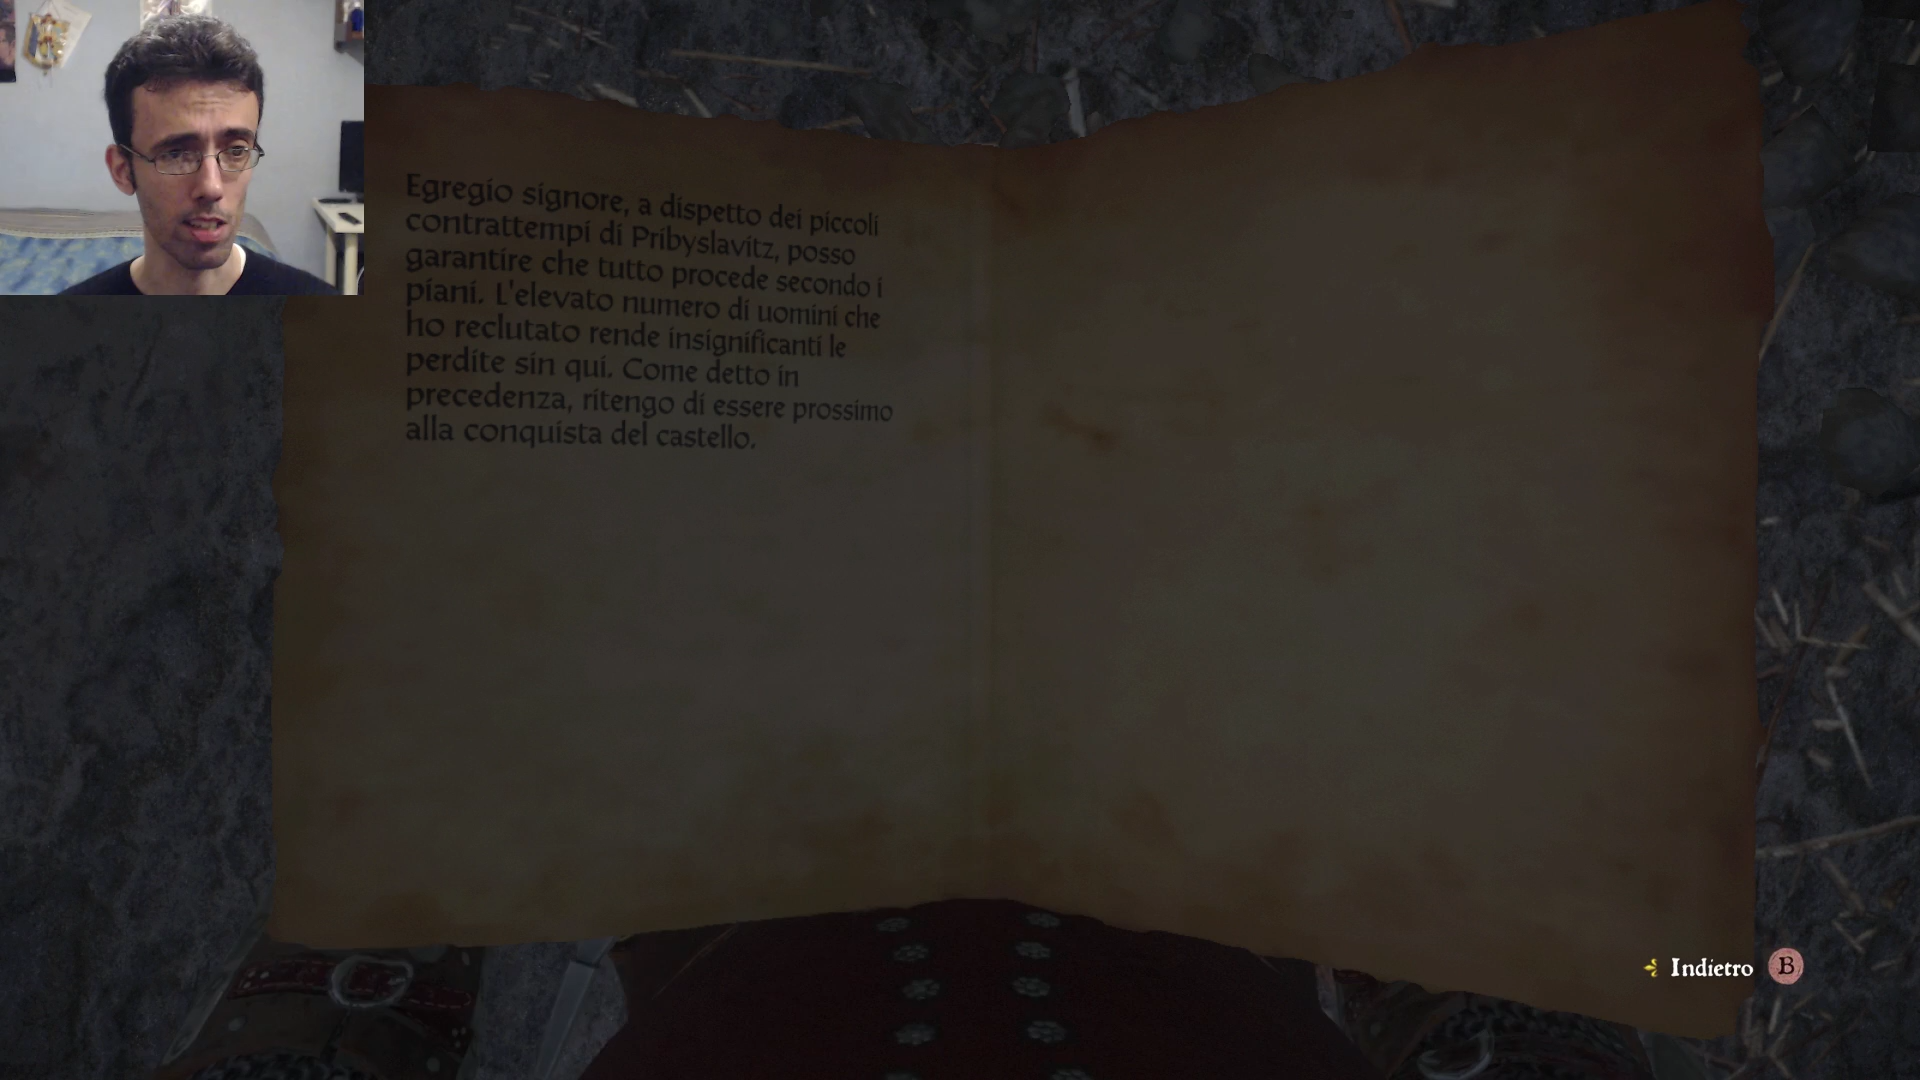 Egregio signore, a dispetto dei piccoli
contrattempi di Pribyslavitz, posso
garantire che tutto procede secondo i
piani. L'elevato numero di uomini che
ho reclutato rende insignificanti le
perdite sin qui. Come detto in
precedenza, ritengo di essere prossimo
alla conquista del castello.
Indietro B